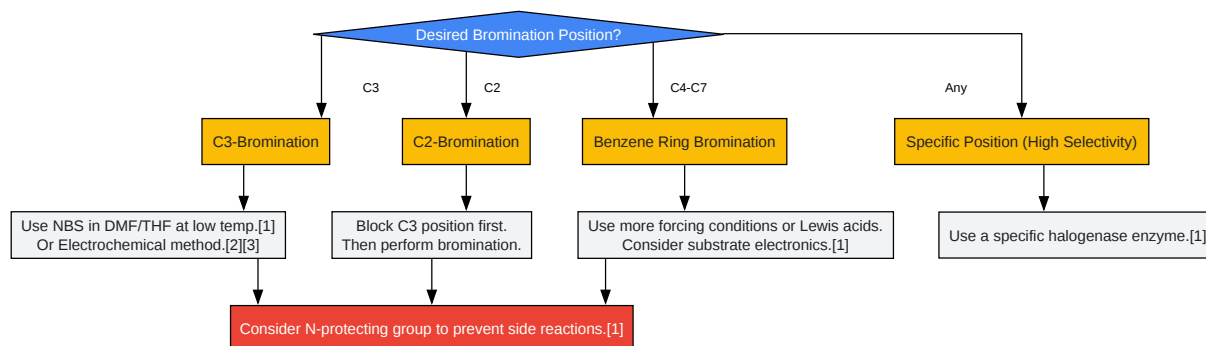 Desired Bromination Position?
C3
C2
C4-C7
Any
C3-Bromination
C2-Bromination
Benzene Ring Bromination
Specific Position (High Selectivity)
Use NBS in DMF/THF at low temp.[1]
Or Electrochemical method.[2][3]
Block C3 position first.
Then perform bromination.
Use more forcing conditions or Lewis acids.
Consider substrate electronics.[1]
Use a specific halogenase enzyme.[1]
Consider N-protecting group to prevent side reactions.[1]